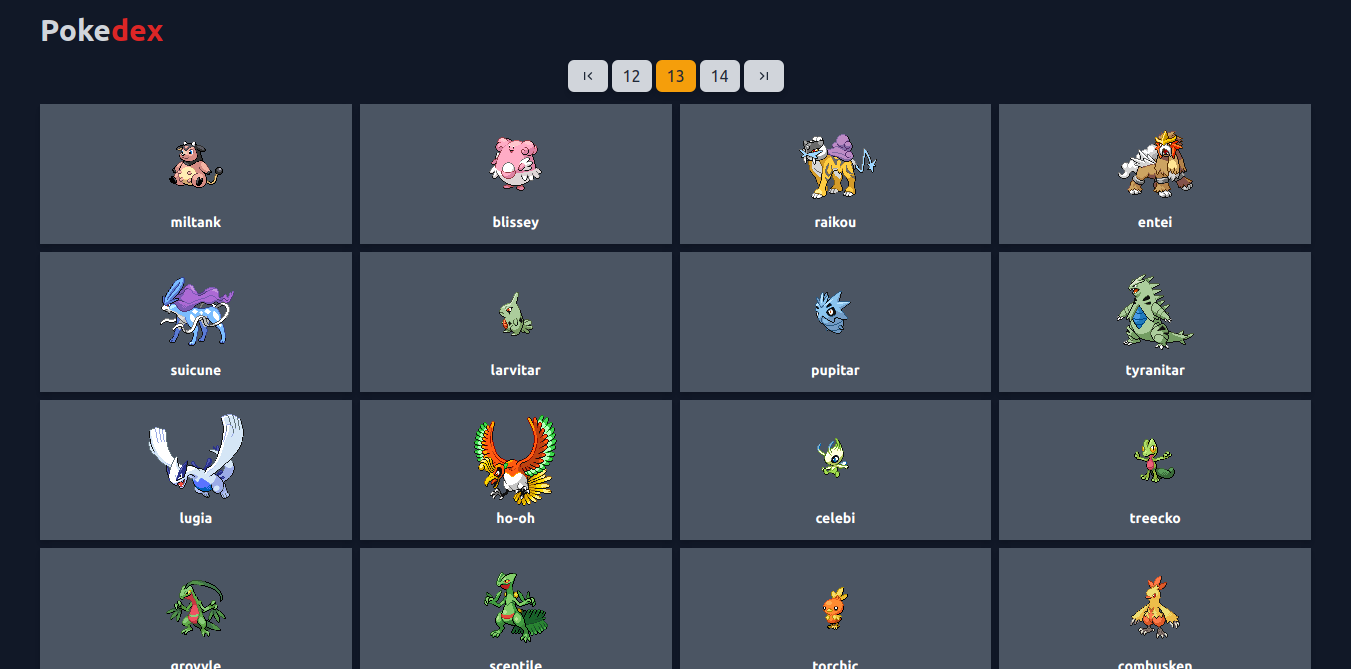 Pokedex
12 13 14
miltank blissey raikou entei
suicune larvitar pupitar tyranitar
lugia ho-oh celebi treecko
grovyle sceptile torchic combusken